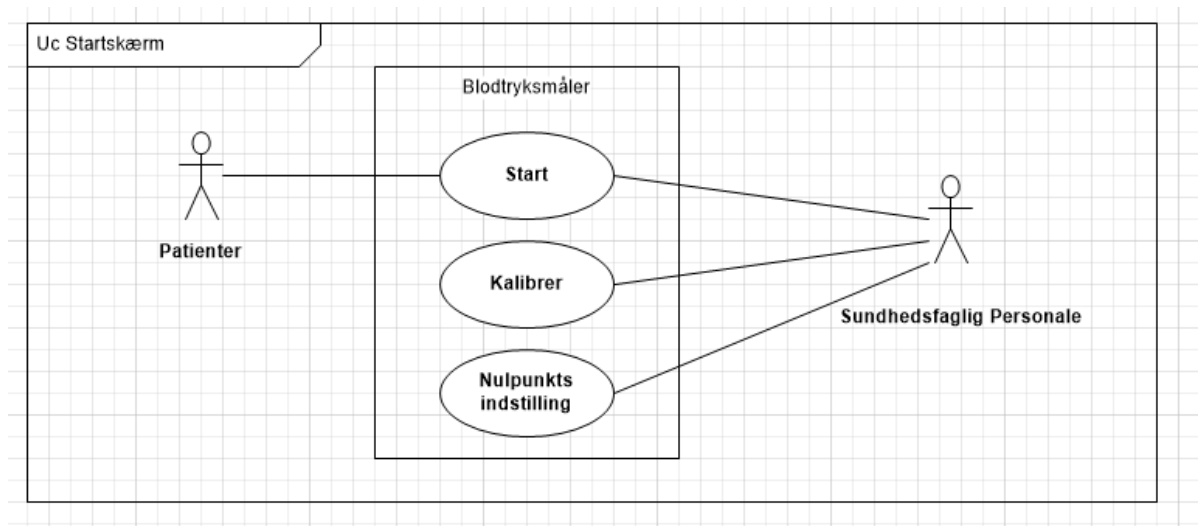 Uc Startskærm
Blodtryksmåler
Start
Patienter
Kalibrer
Sundhedsfaglig Personale
Nulpunkts
indstilling